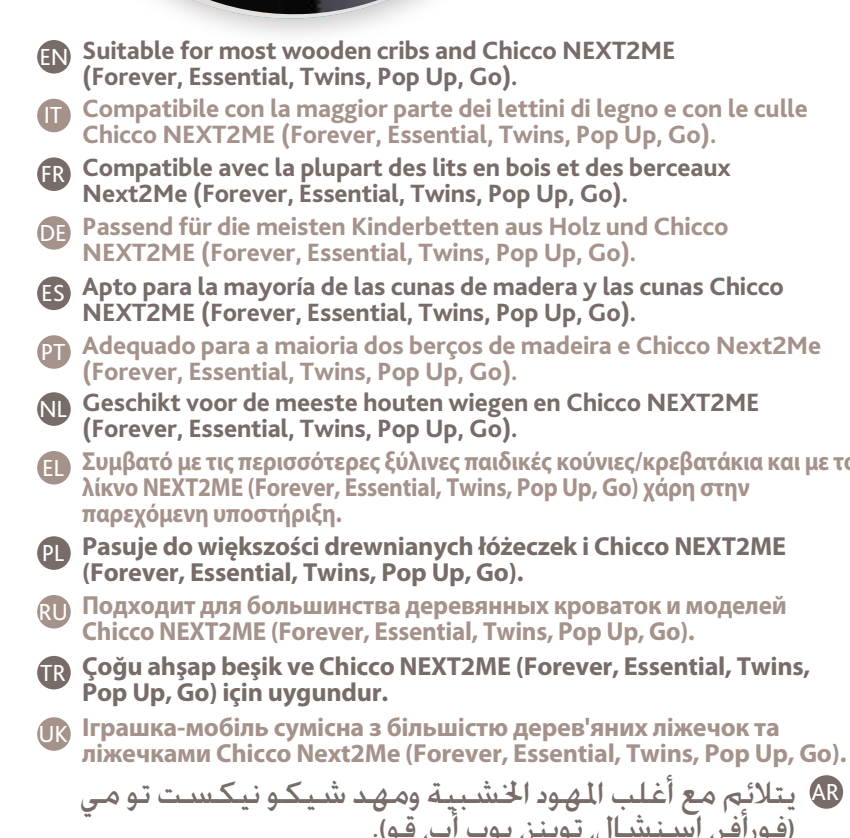 EN Suitable for most wooden cribs and Chicco NEXT2ME
(Forever, Essential, Twins, Pop Up, Go).
IT Compatibile con la maggior parte dei lettini di legno e con le culle
Chicco NEXT2ME (Forever, Essential, Twins, Pop Up, Go).
FR Compatible avec la plupart des lits en bois et des berceaux
Next2Me (Forever, Essential, Twins, Pop Up, Go).
DE Passend für die meisten Kinderbetten aus Holz und Chicco
NEXT2ME (Forever, Essential, Twins, Pop Up, Go).
ES Apto para la mayoría de las cunas de madera y las cunas Chicco
NEXT2ME (Forever, Essential, Twins, Pop Up, Go).
PT Adequado para a maioria dos berços de madeira e Chicco Next2Me
(Forever, Essential, Twins, Pop Up, Go).
NL Geschikt voor de meeste houten wiegen en Chicco NEXT2ME
(Forever, Essential, Twins, Pop Up, Go).
EL Συμβατό με τις περισσότερες ξύλινες παιδικές κούνιες/κρεβατάκια και με το
λίκνο NEXT2ME (Forever, Essential, Twins, Pop Up, Go) χάρη στην
παρεχόμενη υποστήριξη.
PL Pasuje do większości drewnianych łóżeczek i Chicco NEXT2ME
(Forever, Essential, Twins, Pop Up, Go).
RU Подходит для большинства деревянных кроваток и моделей
Chicco NEXT2ME (Forever, Essential, Twins, Pop Up, Go).
TR Çoğu ahşap beşik ve Chicco NEXT2ME (Forever, Essential, Twins,
Pop Up, Go) için uygundur.
UK Іграшка-мобіль сумісна з більшістю дерев'яних ліжечок та
ліжечками Chicco Next2Me (Forever, Essential, Twins, Pop Up, Go).
AR يتلائم مع أغلب المهود الخشبية ومهد شيكو نيكست تو مي
(فورأفر, اسنشال, توينز, بوب أب, قو).